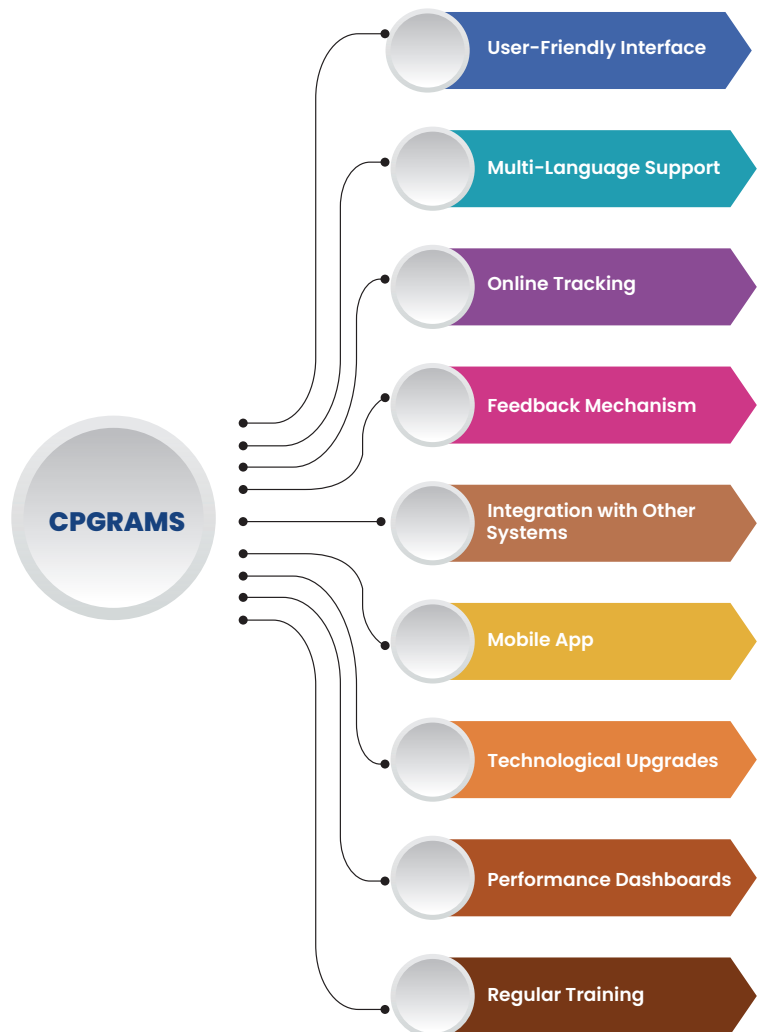 User-Friendly Interface
Multi-Language Support
Online Tracking
Feedback Mechanism
CPGRAMS
Integration with Other
Systems
Mobile App
Technological Upgrades
Performance Dashboards
Regular Training